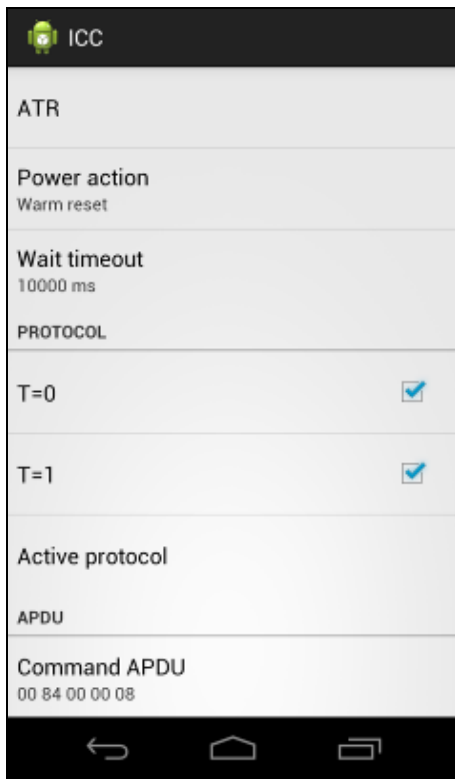 ICC
ATR
Power action
Warm reset
Wait timeout
10000 ms
PROTOCOL
T=0
T=1
Active protocol
APDU
Command APDU
00 84 00 00 08